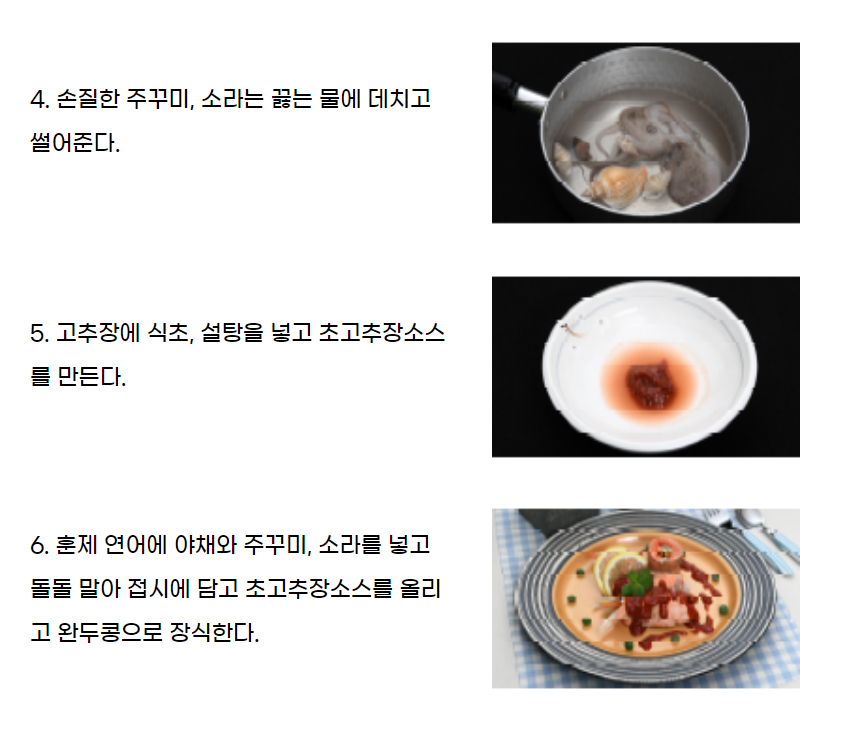 4. 손질한 주꾸미, 소라는 끓는 물에 데치고
썰어준다.
5. 고추장에 식초, 설탕을 넣고 초고추장소스
를 만든다.
6. 훈제 연어에 야채와 주꾸미, 소라를 넣고
돌돌 말아 접시에 담고 초고추장소스를 올리
고 완두콩으로 장식한다.